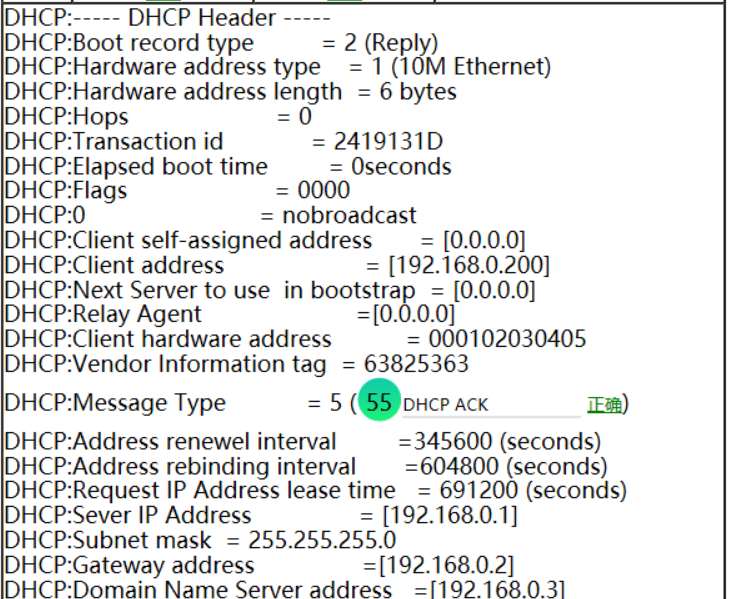 DHCP:----- DHCP Header -----
DHCP:Boot record type = 2 (Reply)
DHCP:Hardware address type = 1 (10M Ethernet)
DHCP:Hardware address length = 6 bytes
DHCP:Hops = 0
DHCP:Transaction id = 2419131D
DHCP:Elapsed boot time = 0seconds
DHCP:Flags = 0000
DHCP:0 = nobroadcast
DHCP:Client self-assigned address = [0.0.0.0]
DHCP:Client address = [192.168.0.200]
DHCP:Next Server to use in bootstrap = [0.0.0.0]
DHCP:Relay Agent =[0.0.0.0]
DHCP:Client hardware address = 000102030405
DHCP:Vendor Information tag = 63825363
DHCP:Message Type = 5 ( 55 DHCP ACK 正确)
DHCP:Address renewel interval =345600 (seconds)
DHCP:Address rebinding interval =604800 (seconds)
DHCP:Request IP Address lease time = 691200 (seconds)
DHCP:Sever IP Address = [192.168.0.1]
DHCP:Subnet mask = 255.255.255.0
DHCP:Gateway address =[192.168.0.2]
DHCP:Domain Name Server address =[192.168.0.3]